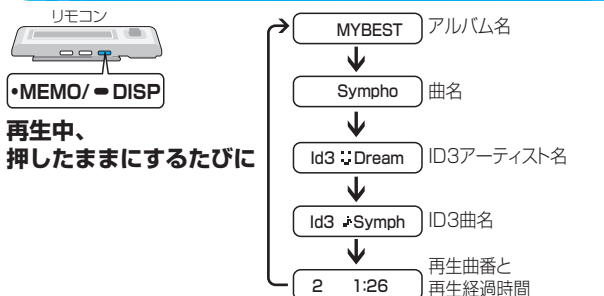 リモコン
•MEMO/ ━ DISP
再生中、
押したままにするたびに
MYBEST アルバム名
Sympho 曲名
Id3 Dream ID3アーティスト名
Id3 ♪Symph ID3曲名
2 1:26 再生曲番と
再生経過時間